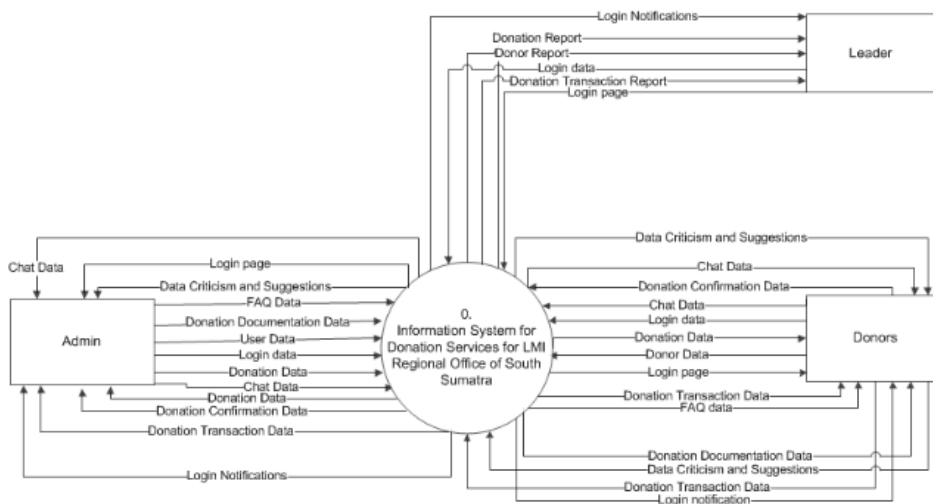 Login Notifications
Donation Report
Donor Report
Login data
Donation Transaction Report
Login page
Leader
Chat Data
Login page
Data Criticism and Suggestions
FAQ Data
Donation Documentation Data
User Data
Login data
Donation Data
Chat Data
Donation Data
Donation Confirmation Data
Donation Transaction Data
Login Notifications
Admin
0.
Information System for
Donation Services for LMI
Regional Office of South
Sumatra
Data Criticism and Suggestions
Chat Data
Donation Confirmation Data
Chat Data
Login data
Donation Data
Donor Data
Login page
Donation Transaction Data
FAQ data
Donation Documentation Data
Data Criticism and Suggestions
Donation Transaction Data
Login notification
Donors